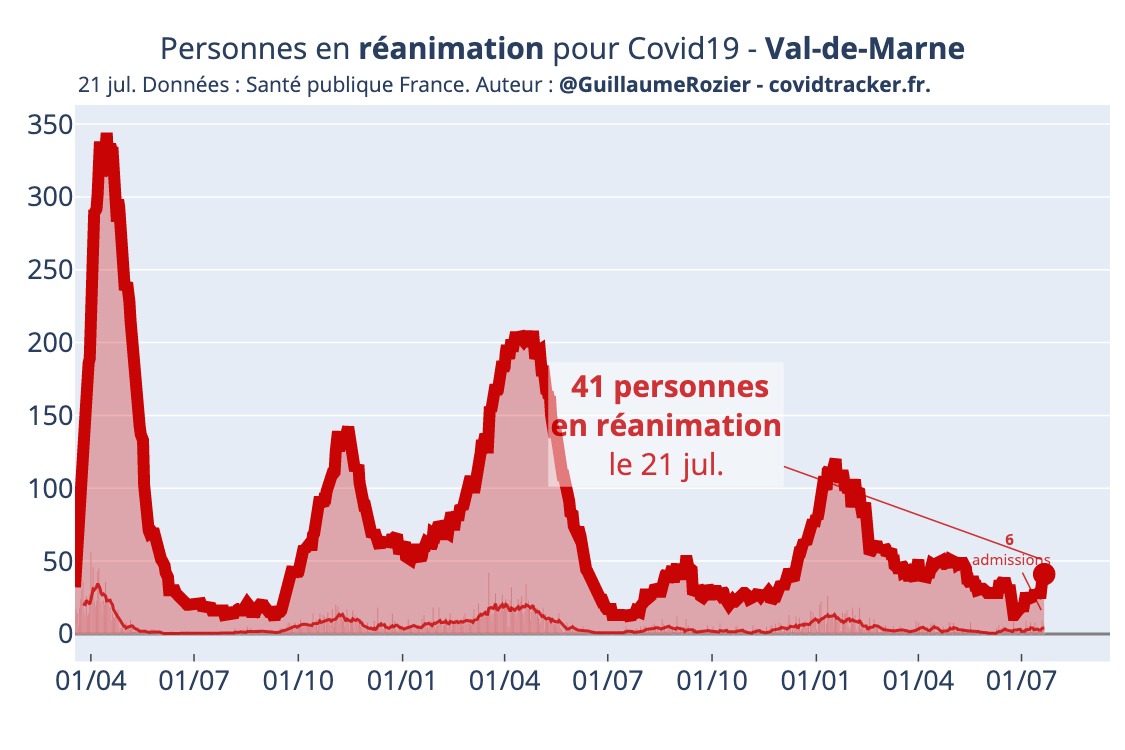 Personnes en réanimation pour Covid19 - Val-de-Marne
21 jul. Données : Santé publique France. Auteur : @GuillaumeRozier - covidtracker.fr.
350
300
250
200
150
100
50
0
41 personnes
en réanimation
le 21 jul.
6
admissions
01/04 01/07 01/10 01/01 01/04 01/07 01/10 01/01 01/04 01/07